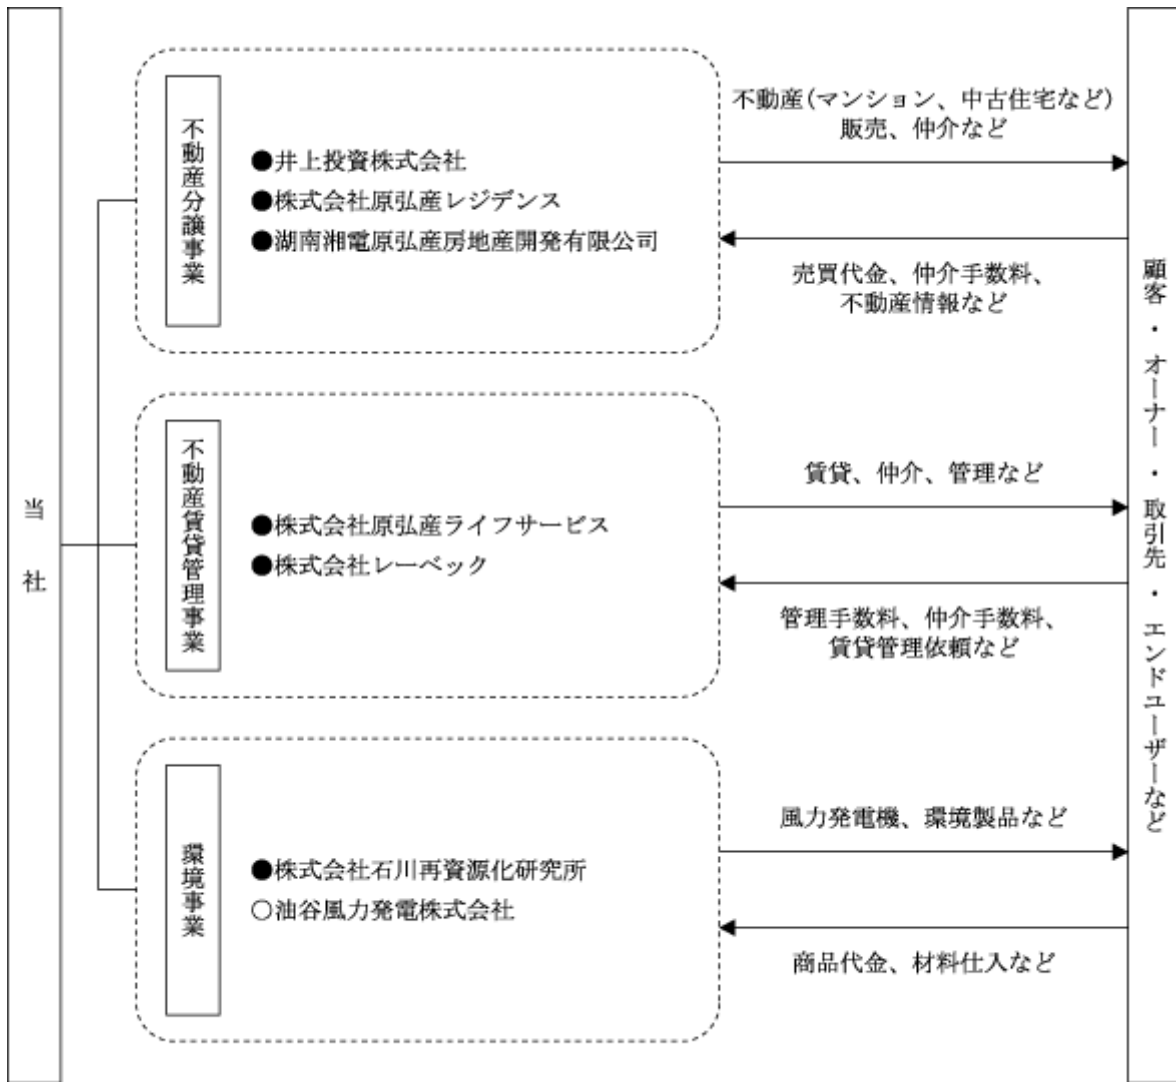 当社
不動産分譲事業
●井上投資株式会社
●株式会社原弘産レジデンス
●湖南湘電原弘産房地産開発有限公司
不動産(マンション、中古住宅など)
販売、仲介など
売買代金、仲介手数料、
不動産情報など
不動産賃貸管理事業
●株式会社原弘産ライフサービス
●株式会社レーベック
賃貸、仲介、管理など
管理手数料、仲介手数料、
賃貸管理依頼など
環境事業
●株式会社石川再資源化研究所
○油谷風力発電株式会社
風力発電機、環境製品など
商品代金、材料仕入など
顧客・オーナー・取引先・エンドユーザーなど